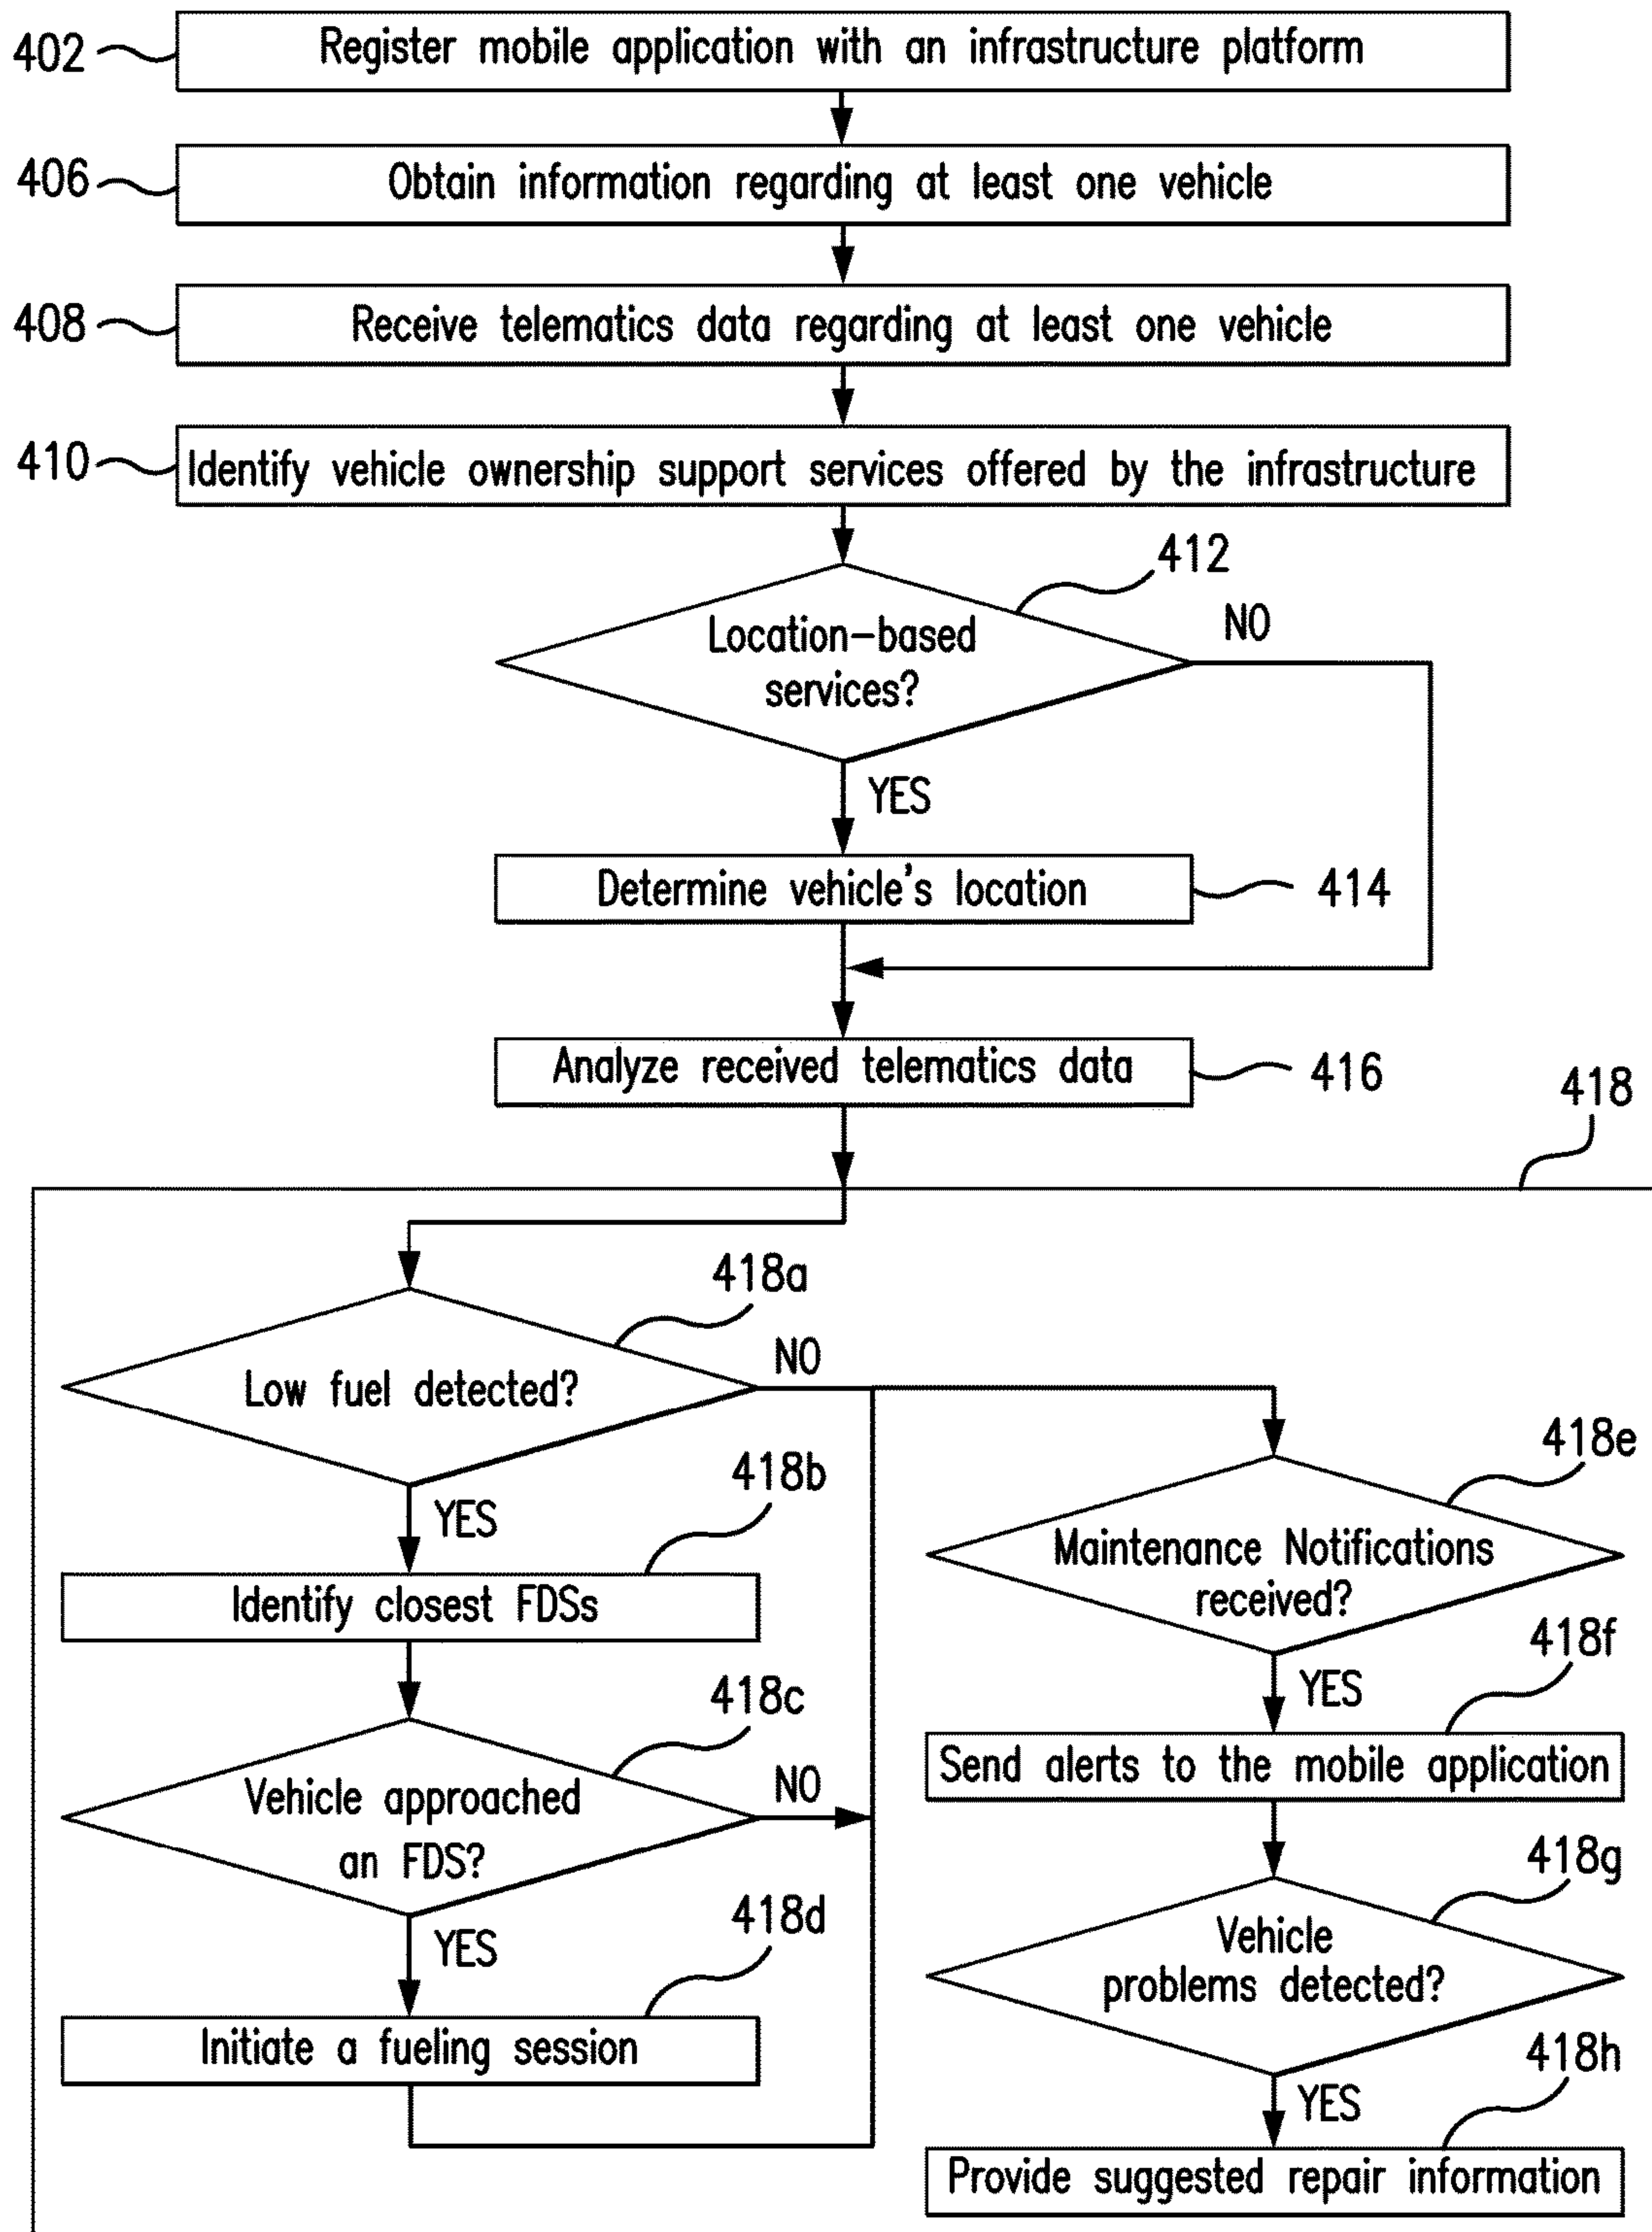 402
Register mobile application with an infrastructure platform
406
Obtain information regarding at least one vehicle
408
Receive telematics data regarding at least one vehicle
410
Identify vehicle ownership support services offered by the infrastructure
412
Location-based
services?
NO
YES
Determine vehicle's location
414
Analyze received telematics data
416
418
418a
Low fuel detected?
NO
YES
418b
Identify closest FDSs
418c
Vehicle approached
an FDS?
NO
YES
418d
Initiate a fueling session
418e
Maintenance Notifications
received?
YES
418f
Send alerts to the mobile application
418g
Vehicle
problems detected?
YES
418h
Provide suggested repair information